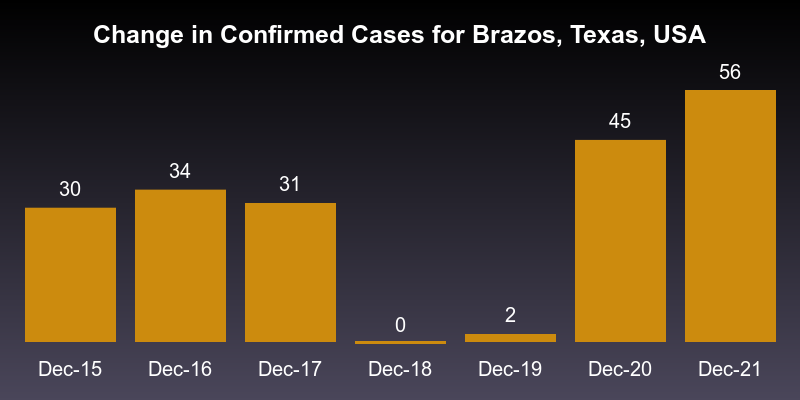 Change in Confirmed Cases for Brazos, Texas, USA
30
34
31
0
2
45
56
Dec-15
Dec-16
Dec-17
Dec-18
Dec-19
Dec-20
Dec-21